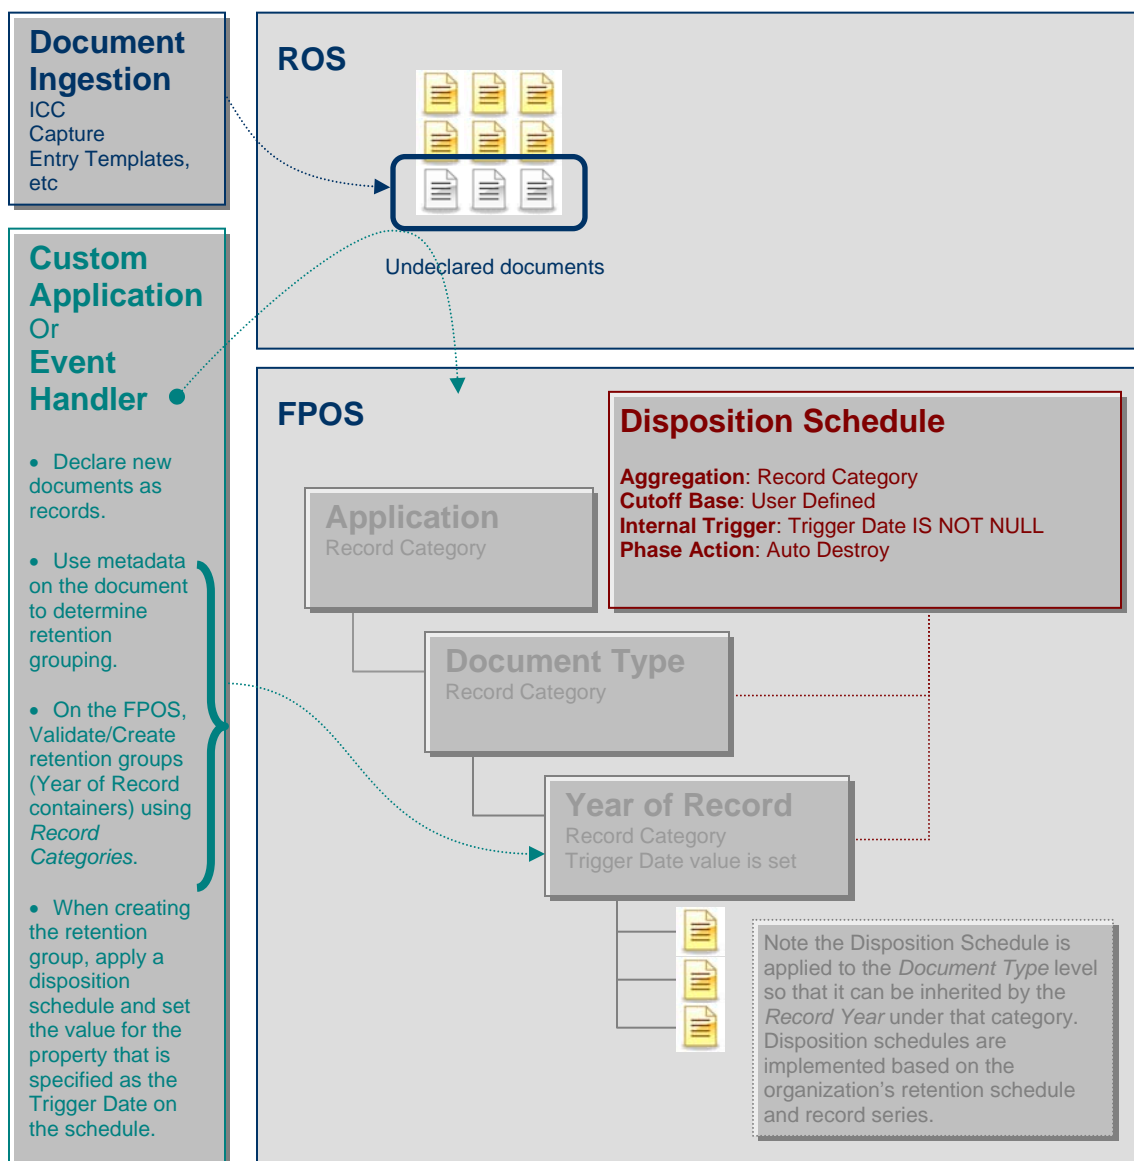 Document
Ingestion
ICC
Capture
Entry Templates,
etc
ROS
Undeclared documents
Custom
Application
Or
Event
Handler
• Declare new
documents as
records.
• Use metadata
on the document
to determine
retention
grouping.
• On the FPOS,
Validate/Create
retention groups
(Year of Record
containers) using
Record
Categories.
• When creating
the retention
group, apply a
disposition
schedule and set
the value for the
property that is
specified as the
Trigger Date on
the schedule.
FPOS
Disposition Schedule
Aggregation: Record Category
Cutoff Base: User Defined
Internal Trigger: Trigger Date IS NOT NULL
Phase Action: Auto Destroy
Application
Record Category
Document Type
Record Category
Year of Record
Record Category
Trigger Date value is set
Note the Disposition Schedule is
applied to the Document Type level
so that it can be inherited by the
Record Year under that category.
Disposition schedules are
implemented based on the
organization's retention schedule
and record series.